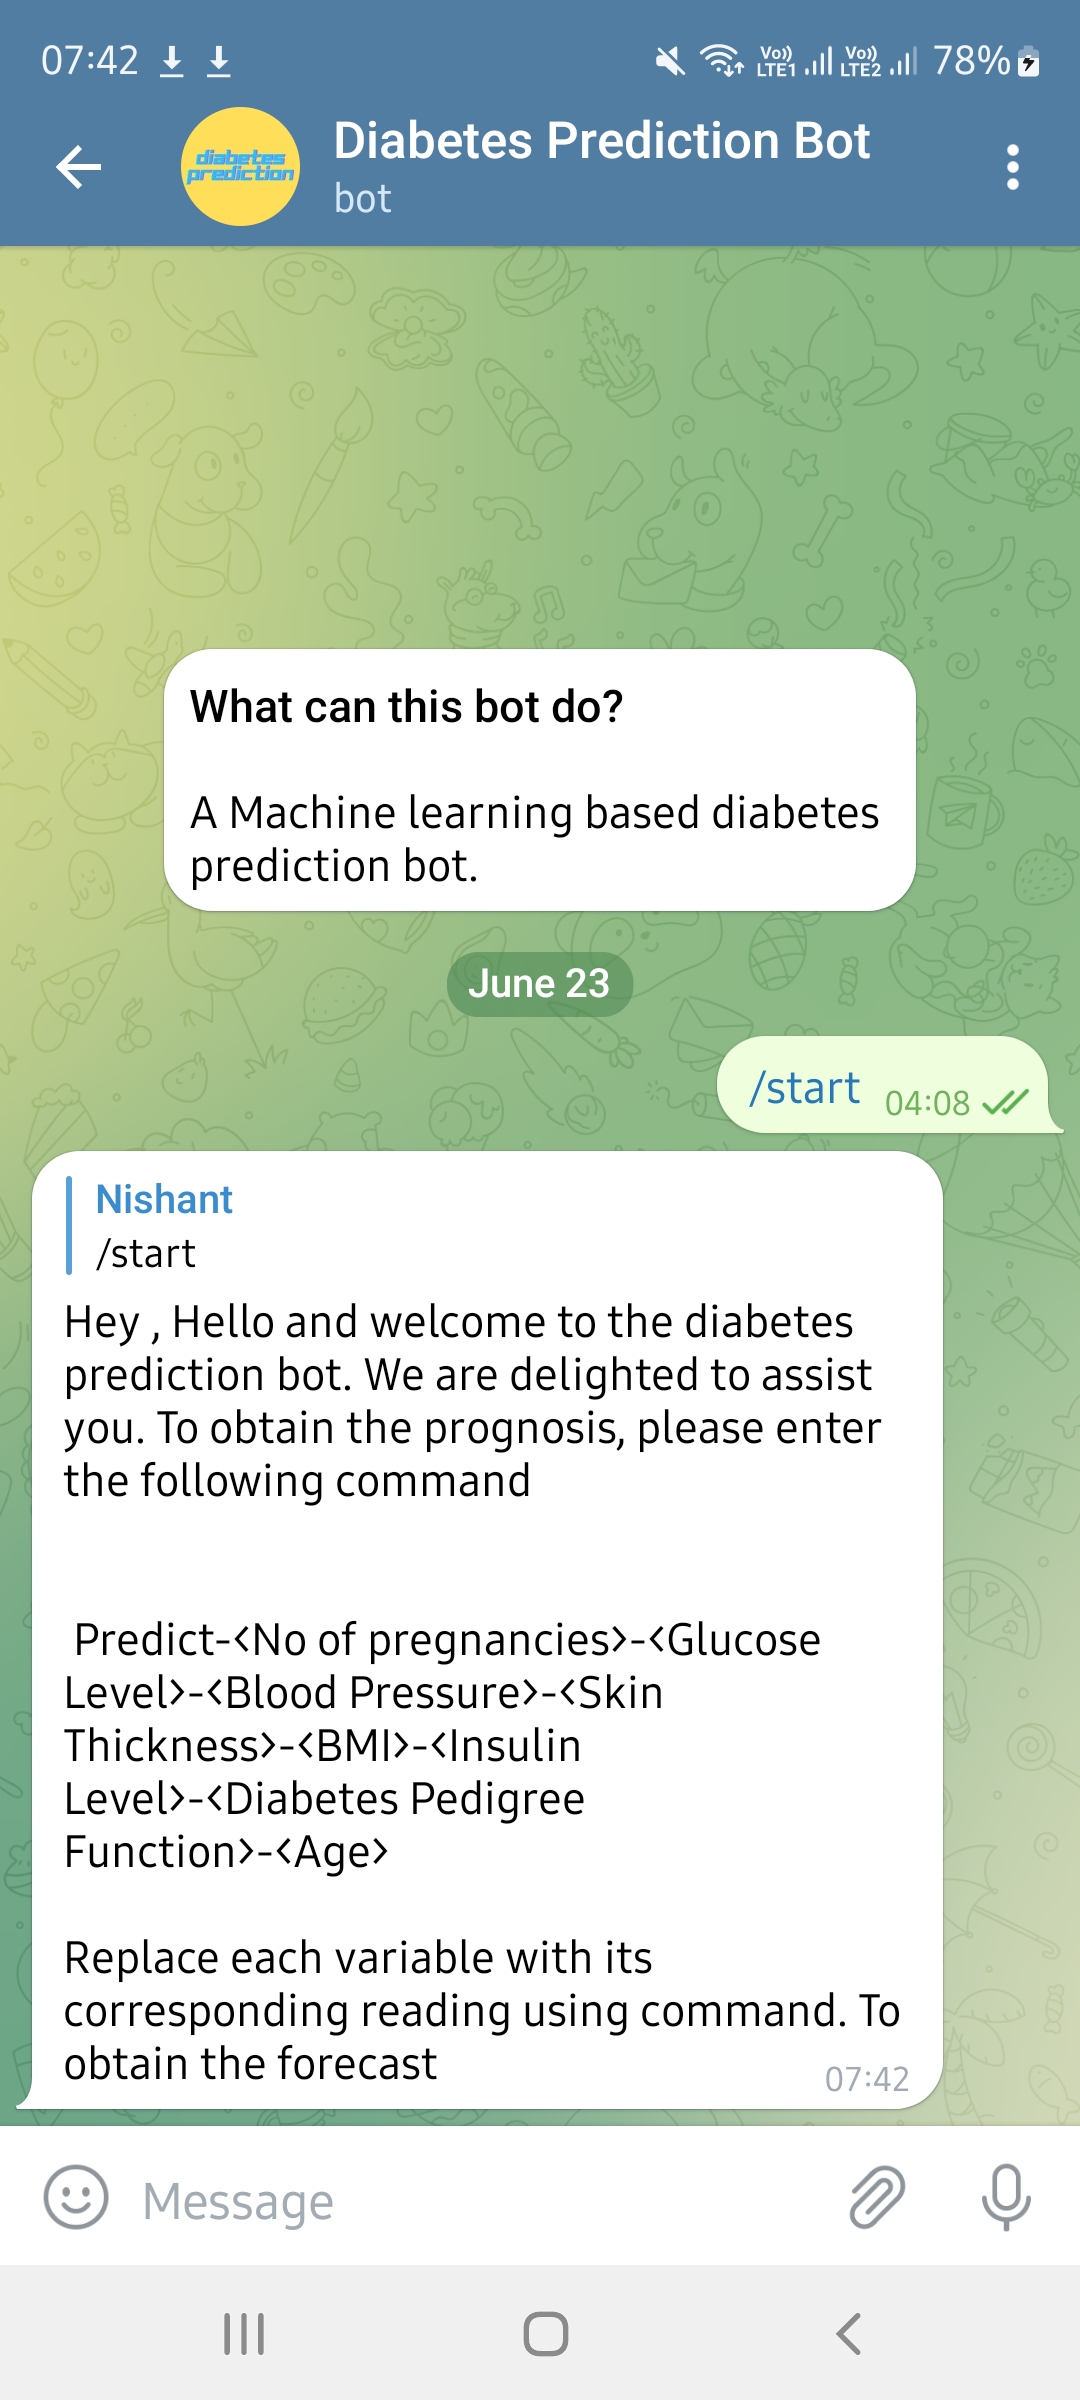 07:42
Vo)) LTE1 Vo)) LTE2 78%
diabetes
prediction
Diabetes Prediction Bot
bot
What can this bot do?
A Machine learning based diabetes
prediction bot.
June 23
/start 04:08
Nishant
/start
Hey , Hello and welcome to the diabetes
prediction bot. We are delighted to assist
you. To obtain the prognosis, please enter
the following command
Predict-<No of pregnancies>-<Glucose
Level>-<Blood Pressure>-<Skin
Thickness>-<BMI>-<Insulin
Level>-<Diabetes Pedigree
Function>-<Age>
Replace each variable with its
corresponding reading using command. To
obtain the forecast
07:42
Message